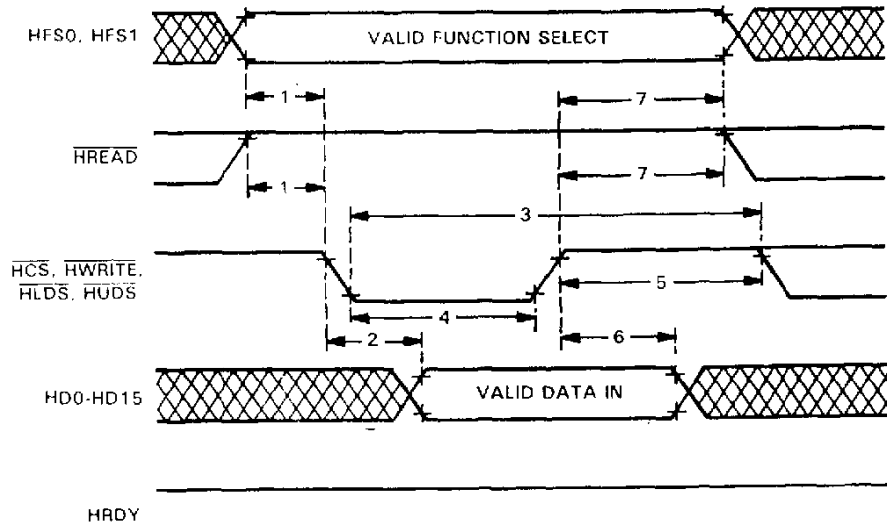 HFS0, HFS1
VALID FUNCTION SELECT
1
7
HREAD
1
7
3
HCS, HWRITE,
HLDS, HUDS
5
4
2
6
HD0-HD15
VALID DATA IN
HRDY